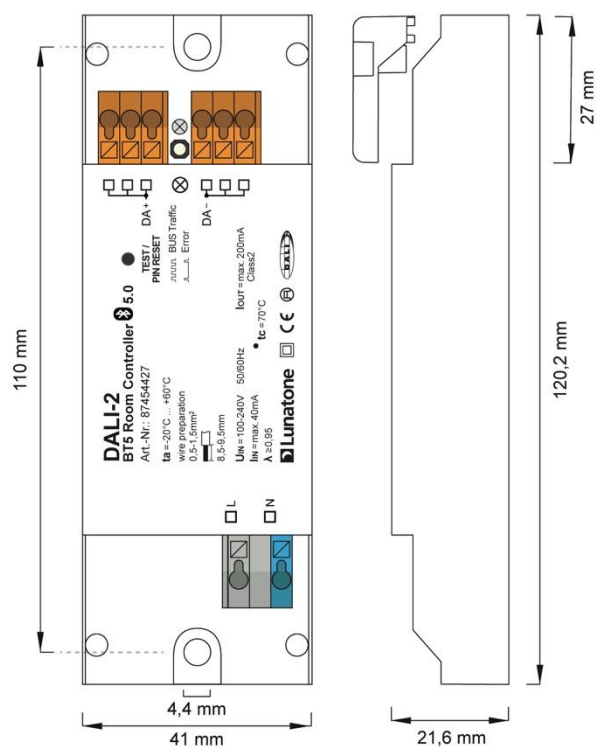 DALI-2
BT5 Room Controller 5.0
Art.-Nr.: 87454427
ta = -20°C ... +60°C
wire preparation
0,5-1,5mm²
8,5-9,5mm
UIN = 100-240V 50/60Hz
IIN = max. 40mA
λ ≥ 0,95
IOUT = max. 200mA
Class2
tc = 70°C
Lunatone
CE
DALI
TEST /
PIN RESET
BUS Traffic
Error
DA+
DA-
L
N
110 mm
27 mm
120,2 mm
4,4 mm
41 mm
21,6 mm